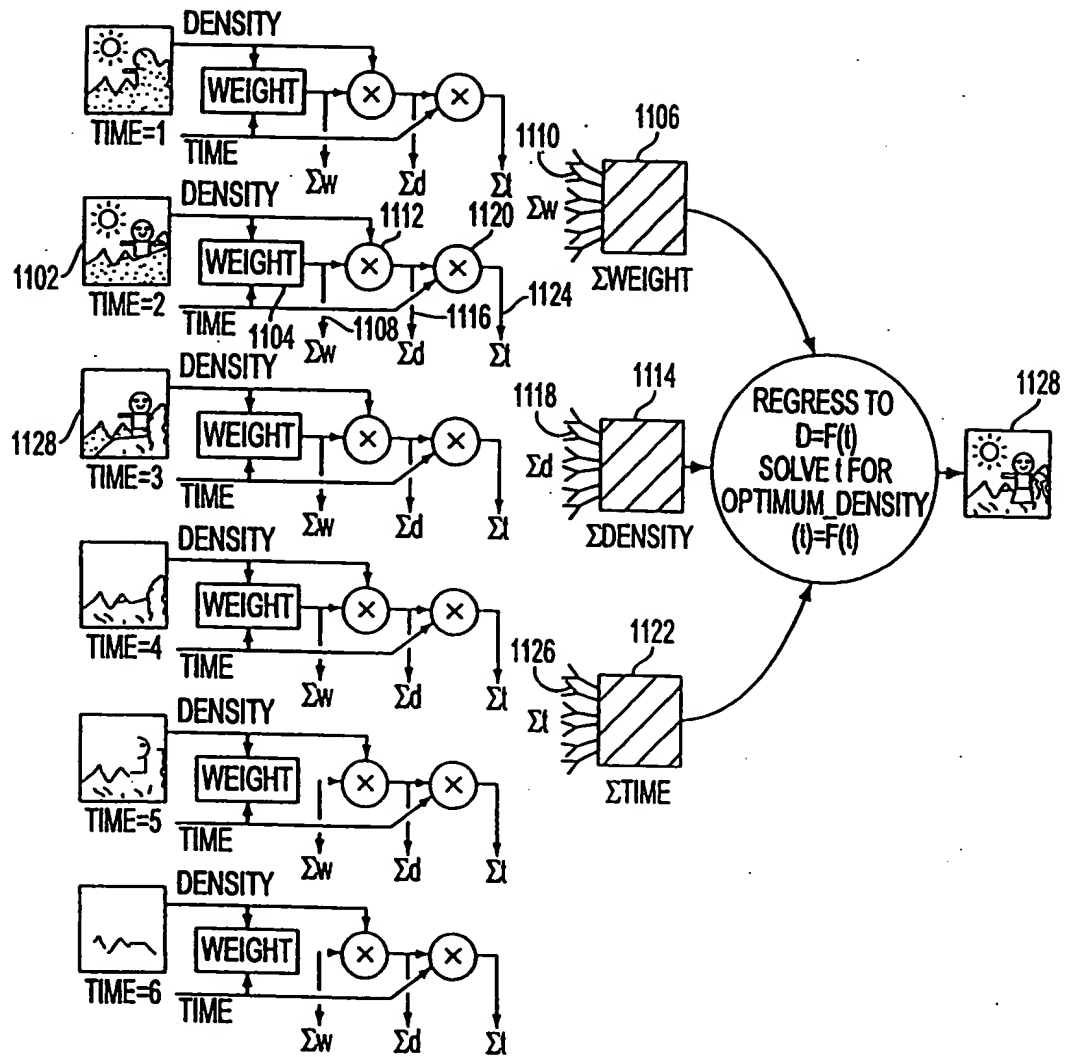 DENSITY
WEIGHT
×
×
TIME=1
TIME
Σw
Σd
Σt
DENSITY
1112
1120
1102
WEIGHT
×
×
TIME=2
TIME
1104
1108
1116
1124
Σw
Σd
Σt
DENSITY
1128
WEIGHT
×
×
TIME=3
TIME
Σw
Σd
Σt
DENSITY
WEIGHT
×
×
TIME=4
TIME
Σw
Σd
Σt
DENSITY
WEIGHT
×
×
TIME=5
TIME
Σw
Σd
Σt
DENSITY
WEIGHT
×
×
TIME=6
TIME
Σw
Σd
Σt
1106
1110
Σw
ΣWEIGHT
1114
1118
Σd
ΣDENSITY
1122
1126
Σt
ΣTIME
REGRESS TO
D=F(t)
SOLVE t FOR
OPTIMUM_DENSITY
(t)=F(t)
1128